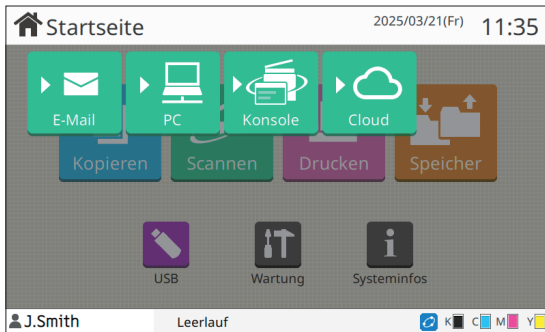 Startseite
2025/03/21(Fr) 11:35
E-Mail PC Konsole Cloud
Kopieren Scannen Drucken Speicher
USB Wartung Systeminfos
J.Smith Leerlauf K C M Y